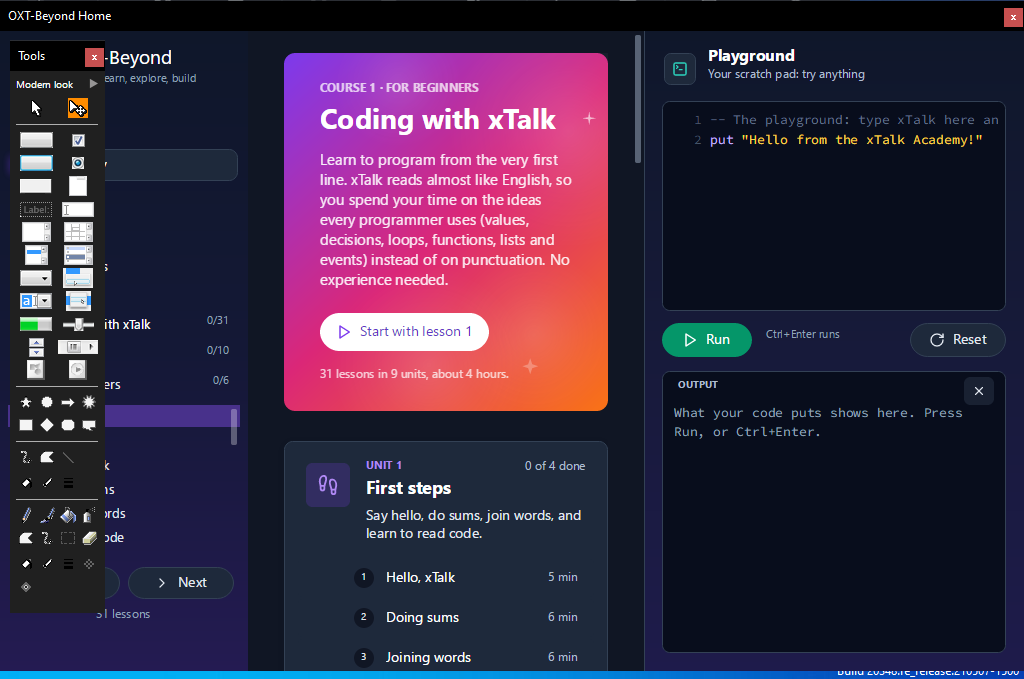 OXT-Beyond Home
x
Tools
x
Modern look
Label:
-Beyond
earn, explore, build
ith xTalk
0/31
0/10
ers
0/6
ords
ode
Next
lessons
COURSE 1 · FOR BEGINNERS
Coding with xTalk
Learn to program from the very first
line. xTalk reads almost like English, so
you spend your time on the ideas
every programmer uses (values,
decisions, loops, functions, lists and
events) instead of on punctuation. No
experience needed.
Start with lesson 1
31 lessons in 9 units, about 4 hours.
UNIT 1
0 of 4 done
First steps
Say hello, do sums, join words, and
learn to read code.
1 Hello, xTalk 5 min
2 Doing sums 6 min
3 Joining words 6 min
Playground
Your scratch pad: try anything
1 -- The playground: type xTalk here an
2 put "Hello from the xTalk Academy!"
Run
Ctrl+Enter runs
Reset
OUTPUT
What your code puts shows here. Press
Run, or Ctrl+Enter.